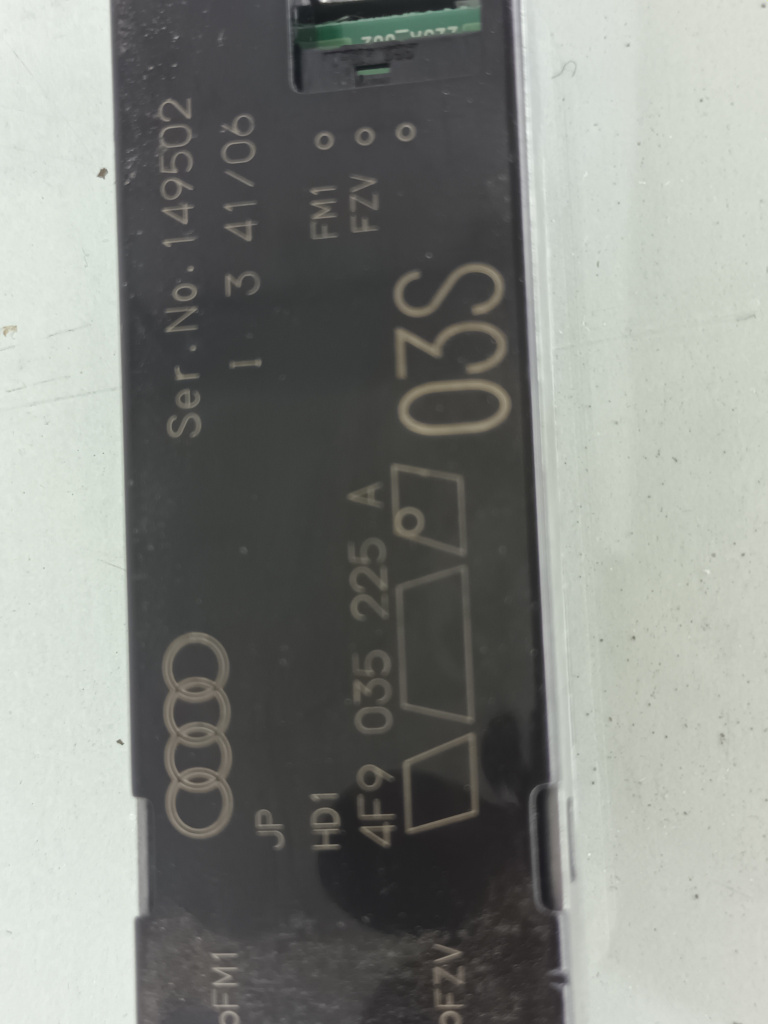 Ser.No.149502
I 3 41/06
FM1
FZV
03S
4F9 035 225 A
HD1
JP
FM1
FZV